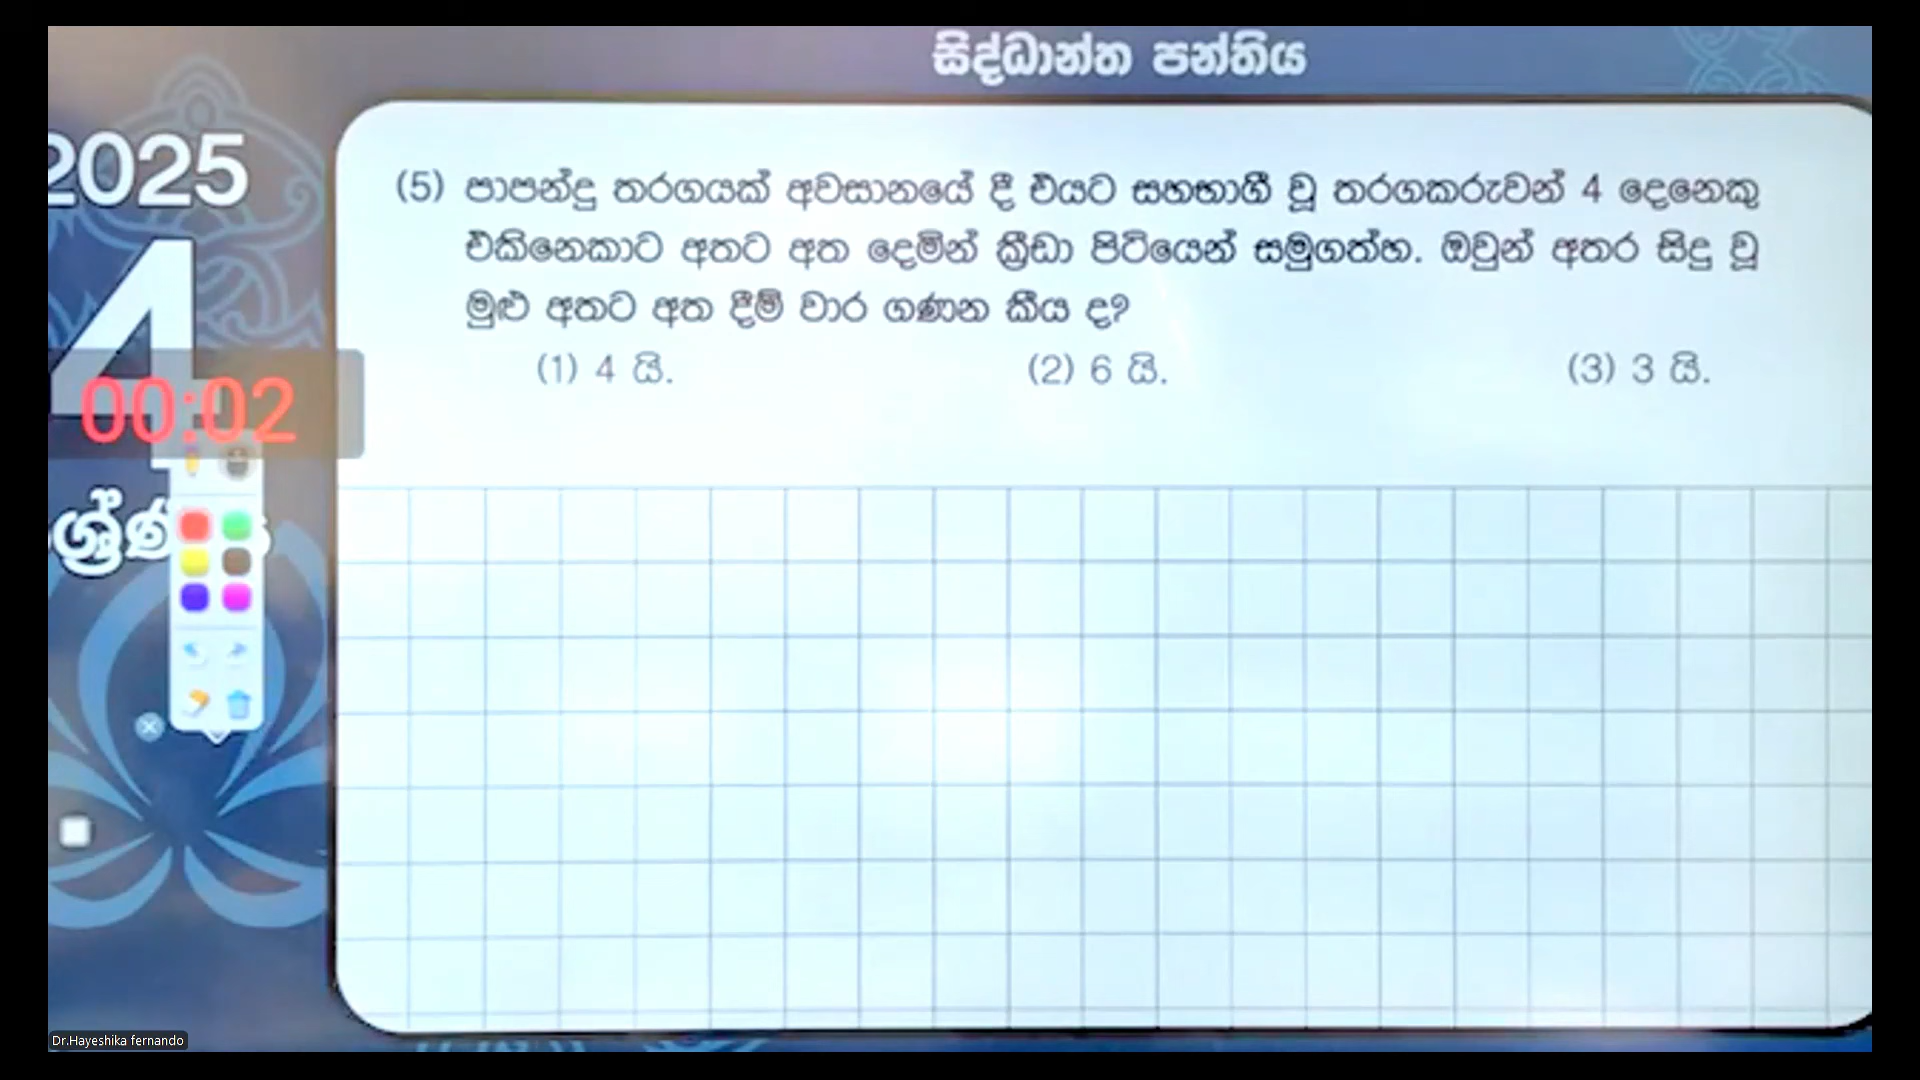 සිද්ධාන්ත පන්තිය
2025
4
ශ්‍රේණිය
00:02
(5) පාපන්දු තරගයක් අවසානයේ දී එයට සහභාගී වූ තරගකරුවන් 4 දෙනෙකු
එකිනෙකාට අතට අත දෙමින් ක්‍රීඩා පිටියෙන් සමුගත්හ. ඔවුන් අතර සිදු වූ
මුළු අතට අත දීම් වාර ගණන කීය ද?
(1) 4 යි. (2) 6 යි. (3) 3 යි.
Dr.Hayeshika fernando